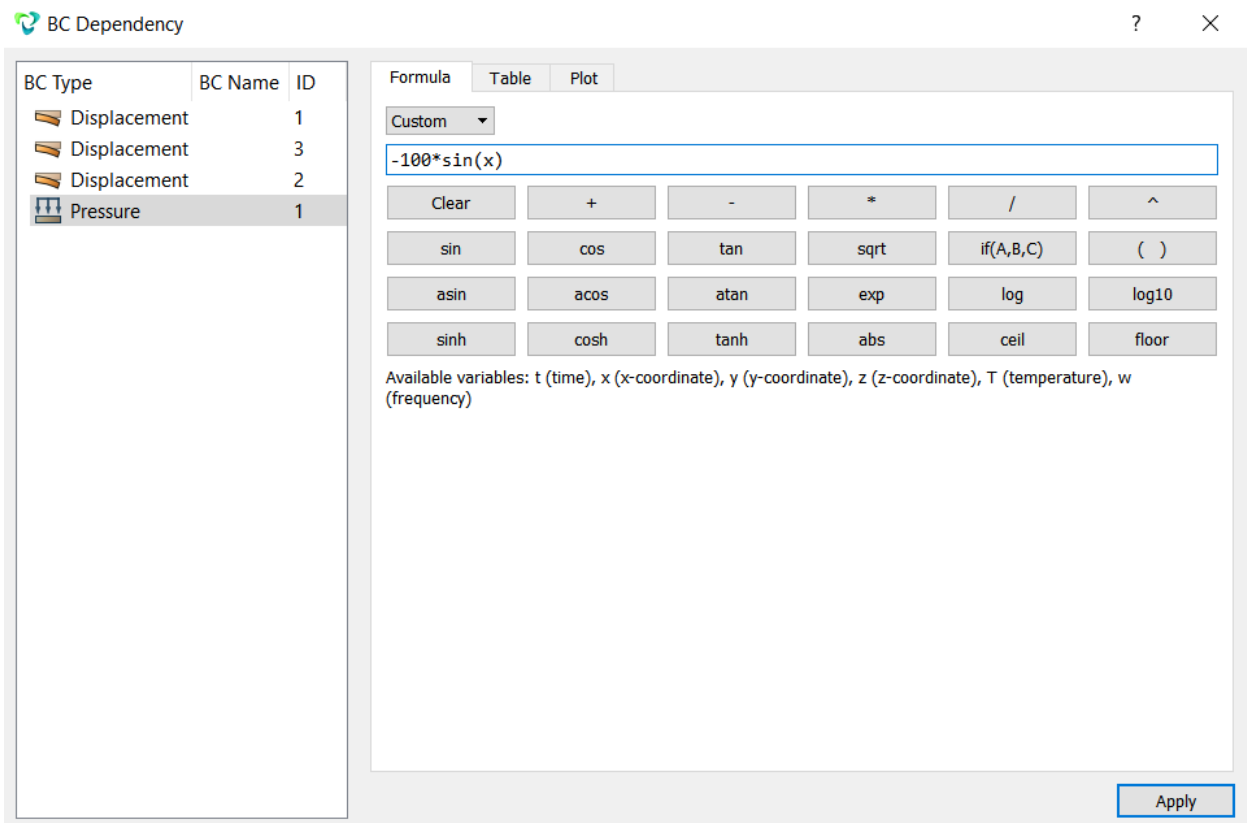 BC Dependency
?
BC Type BC Name ID
Displacement 1
Displacement 3
Displacement 2
Pressure 1
Formula Table Plot
Custom
-100*sin(x)
Clear + - * / ^
sin cos tan sqrt if(A,B,C) ( )
asin acos atan exp log log10
sinh cosh tanh abs ceil floor
Available variables: t (time), x (x-coordinate), y (y-coordinate), z (z-coordinate), T (temperature), w
(frequency)
Apply